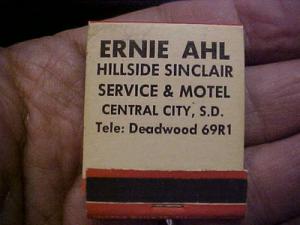 ERNIE AHL
HILLSIDE SINCLAIR
SERVICE & MOTEL
CENTRAL CITY, S.D.
Tele: Deadwood 69R1